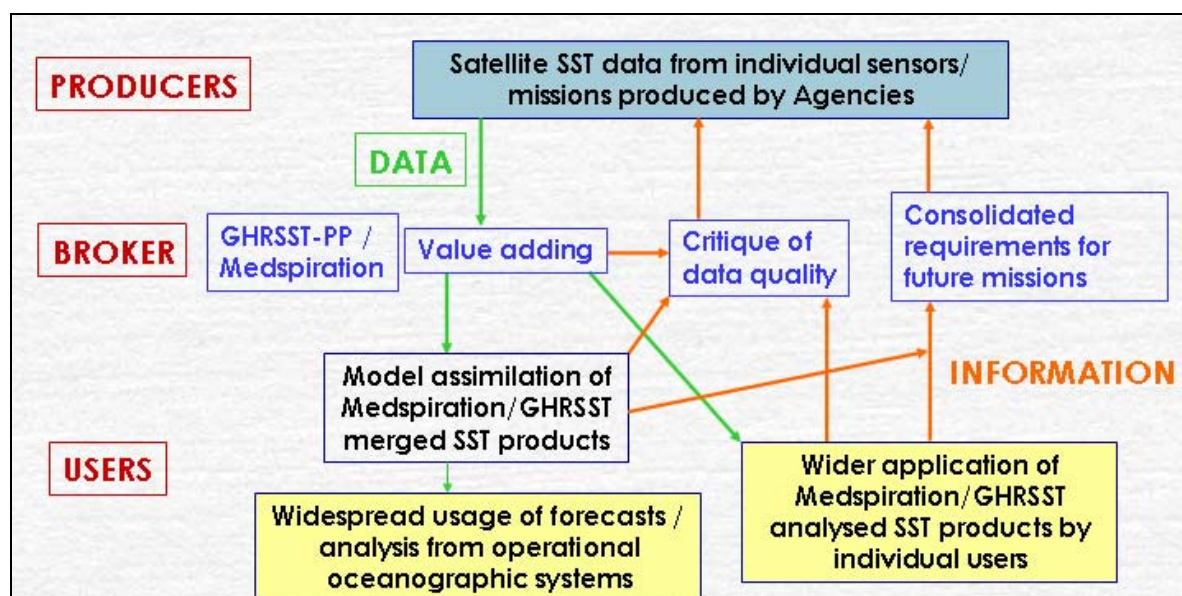 PRODUCERS
Satellite SST data from individual sensors/
missions produced by Agencies
DATA
BROKER
GHRSST-PP /
Medspiration
Value adding
Critique of
data quality
Consolidated
requirements for
future missions
INFORMATION
Model assimilation of
Medspiration/GHRSST
merged SST products
USERS
Wider application of
Medspiration/GHRSST
analysed SST products by
individual users
Widespread usage of forecasts /
analysis from operational
oceanographic systems